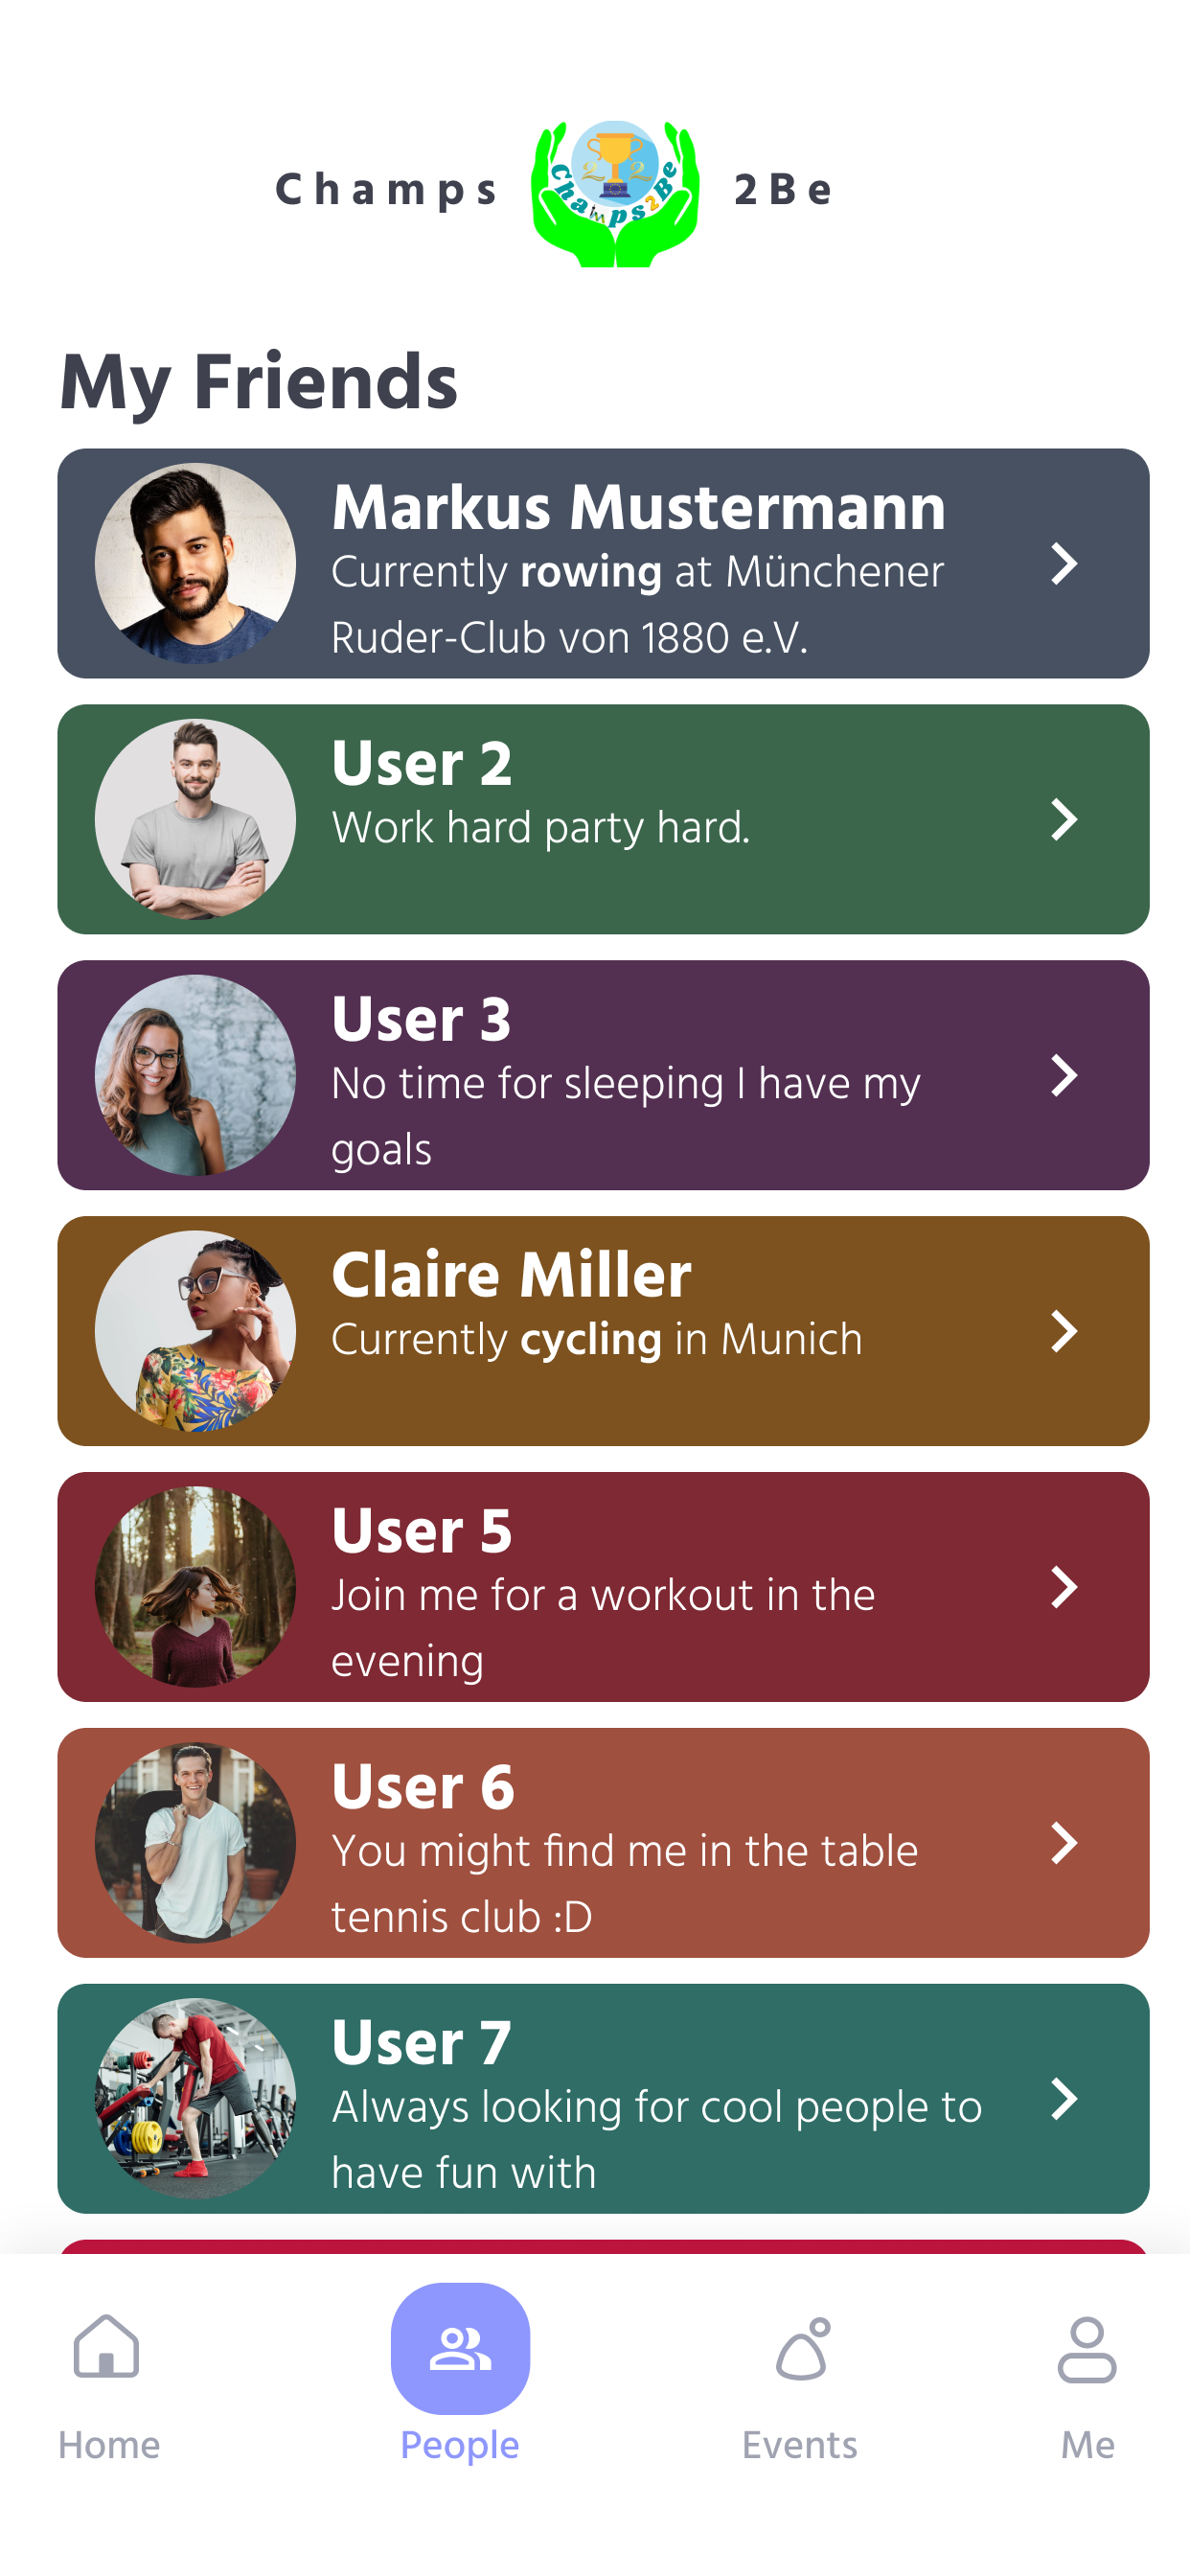 Champs 2Be
2 2
Champs2Be
My Friends
Markus Mustermann
Currently rowing at Münchener
Ruder-Club von 1880 e.V.
User 2
Work hard party hard.
User 3
No time for sleeping I have my
goals
Claire Miller
Currently cycling in Munich
User 5
Join me for a workout in the
evening
User 6
You might find me in the table
tennis club :D
User 7
Always looking for cool people to
have fun with
Home People Events Me